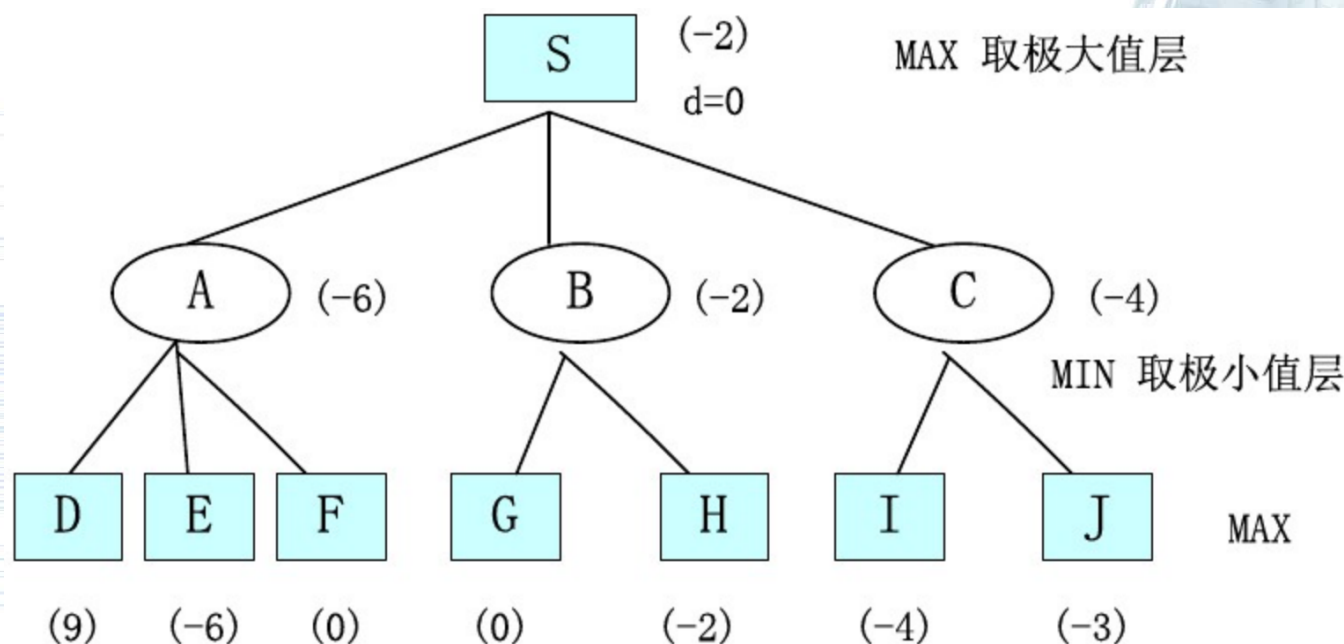 S
(-2)
MAX 取极大值层
d=0
A
(-6)
B
(-2)
C
(-4)
MIN 取极小值层
D
E
F
G
H
I
J
MAX
(9)
(-6)
(0)
(0)
(-2)
(-4)
(-3)